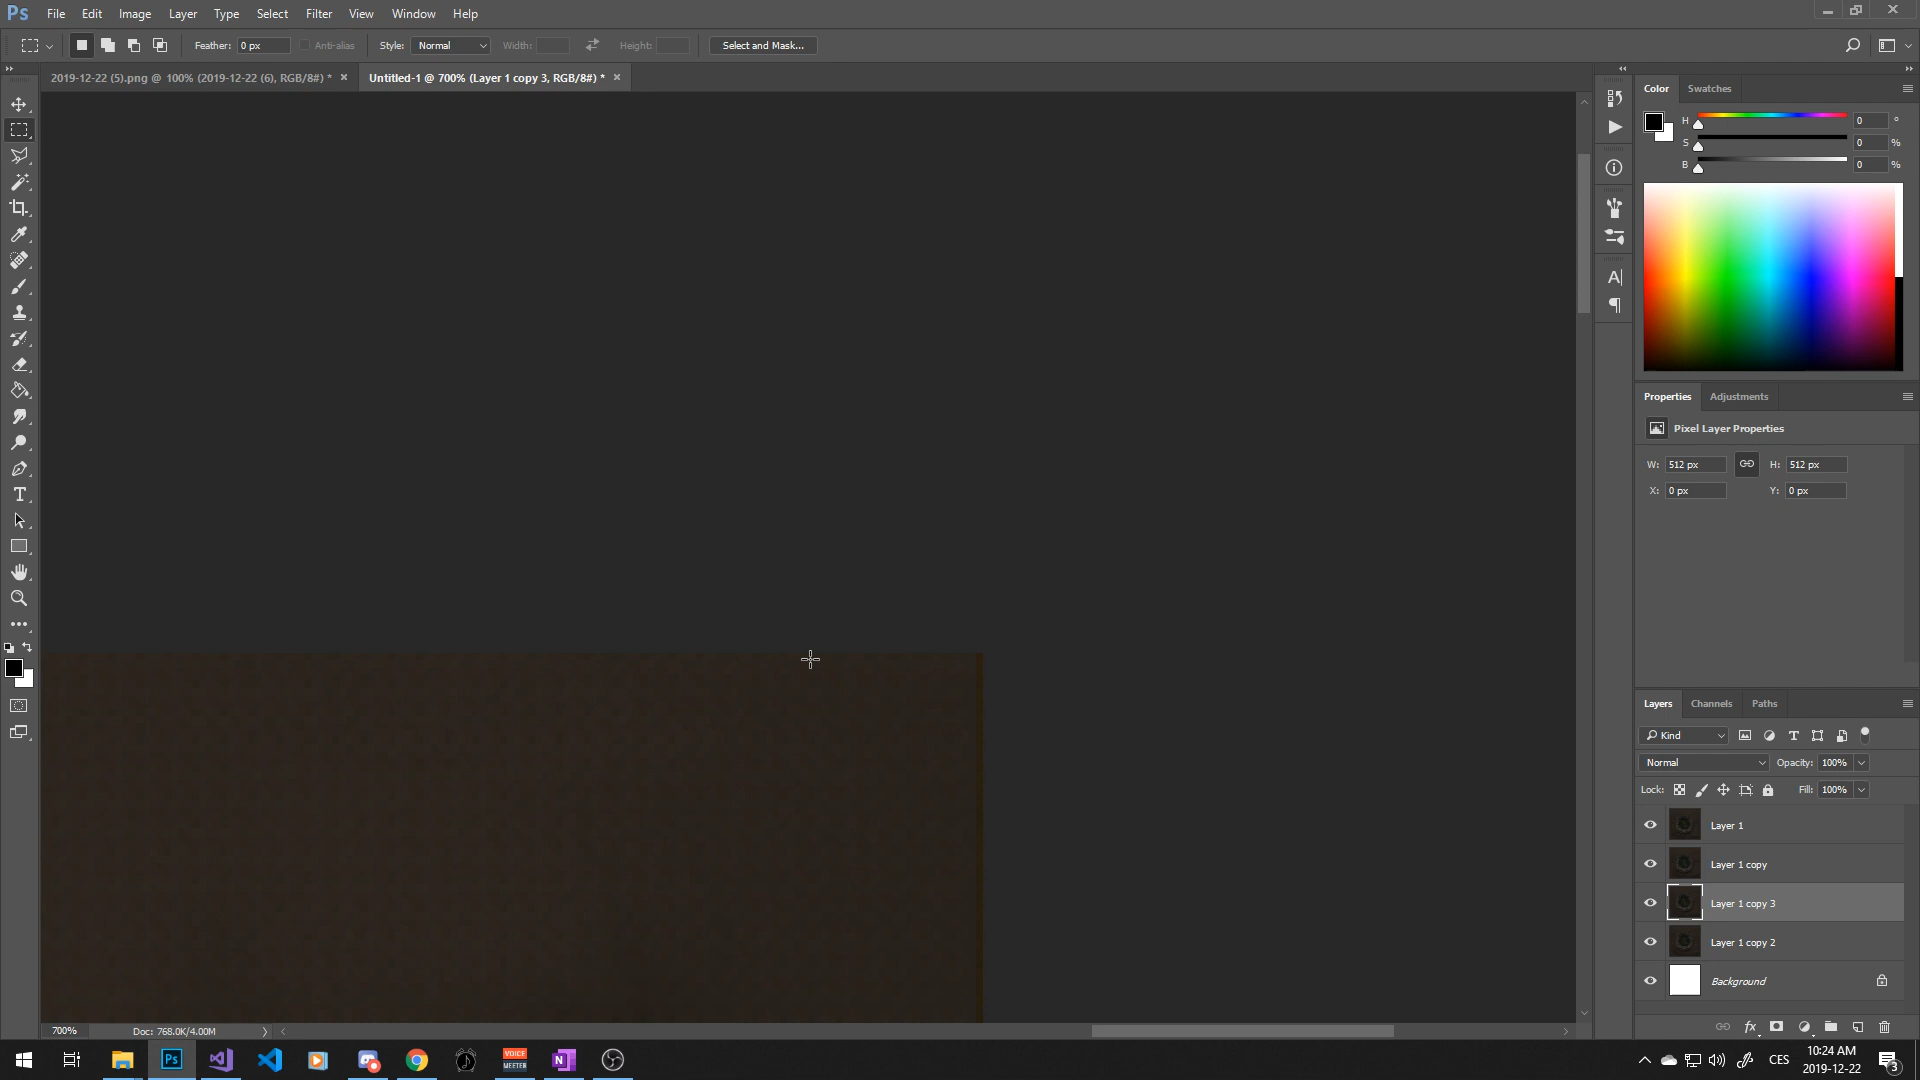 Ps File Edit Image Layer Type Select Filter View Window Help
Feather: 0 px Anti-alias Style: Normal Width: Height: Select and Mask...
2019-12-22 (5).png @ 100% (2019-12-22 (6), RGB/8#) * × Untitled-1 @ 700% (Layer 1 copy 3, RGB/8#) * ×
Color Swatches
H 0 °
S 0 %
B 0 %
Properties Adjustments
Pixel Layer Properties
W: 512 px H: 512 px
X: 0 px Y: 0 px
Layers Channels Paths
Kind
Normal Opacity: 100%
Lock: Fill: 100%
Layer 1
Layer 1 copy
Layer 1 copy 3
Layer 1 copy 2
Background
700% Doc: 768.0K/4.00M
Ps VOICE MEETER N CES 10:24 AM
2019-12-22 3